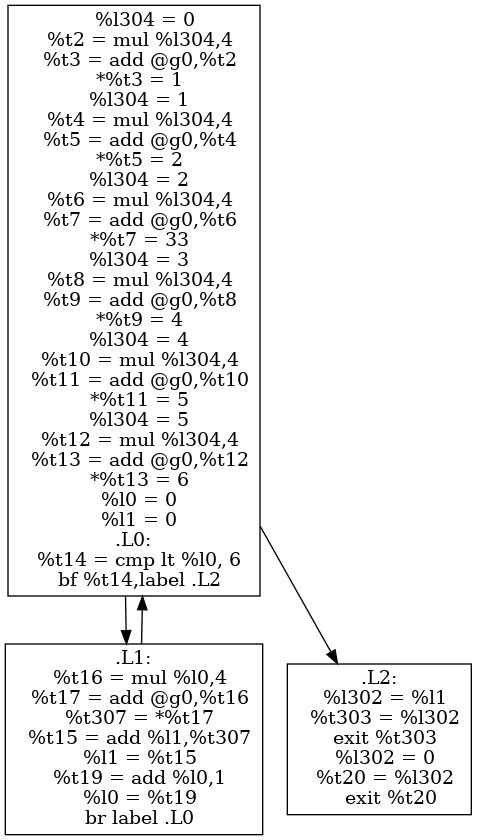 %l304 = 0
%t2 = mul %l304,4
%t3 = add @g0,%t2
*%t3 = 1
%l304 = 1
%t4 = mul %l304,4
%t5 = add @g0,%t4
*%t5 = 2
%l304 = 2
%t6 = mul %l304,4
%t7 = add @g0,%t6
*%t7 = 33
%l304 = 3
%t8 = mul %l304,4
%t9 = add @g0,%t8
*%t9 = 4
%l304 = 4
%t10 = mul %l304,4
%t11 = add @g0,%t10
*%t11 = 5
%l304 = 5
%t12 = mul %l304,4
%t13 = add @g0,%t12
*%t13 = 6
%l0 = 0
%l1 = 0
.L0:
%t14 = cmp lt %l0, 6
bf %t14,label .L2
.L1:
%t16 = mul %l0,4
%t17 = add @g0,%t16
%t307 = *%t17
%t15 = add %l1,%t307
%l1 = %t15
%t19 = add %l0,1
%l0 = %t19
br label .L0
.L2:
%l302 = %l1
%t303 = %l302
exit %t303
%l302 = 0
%t20 = %l302
exit %t20